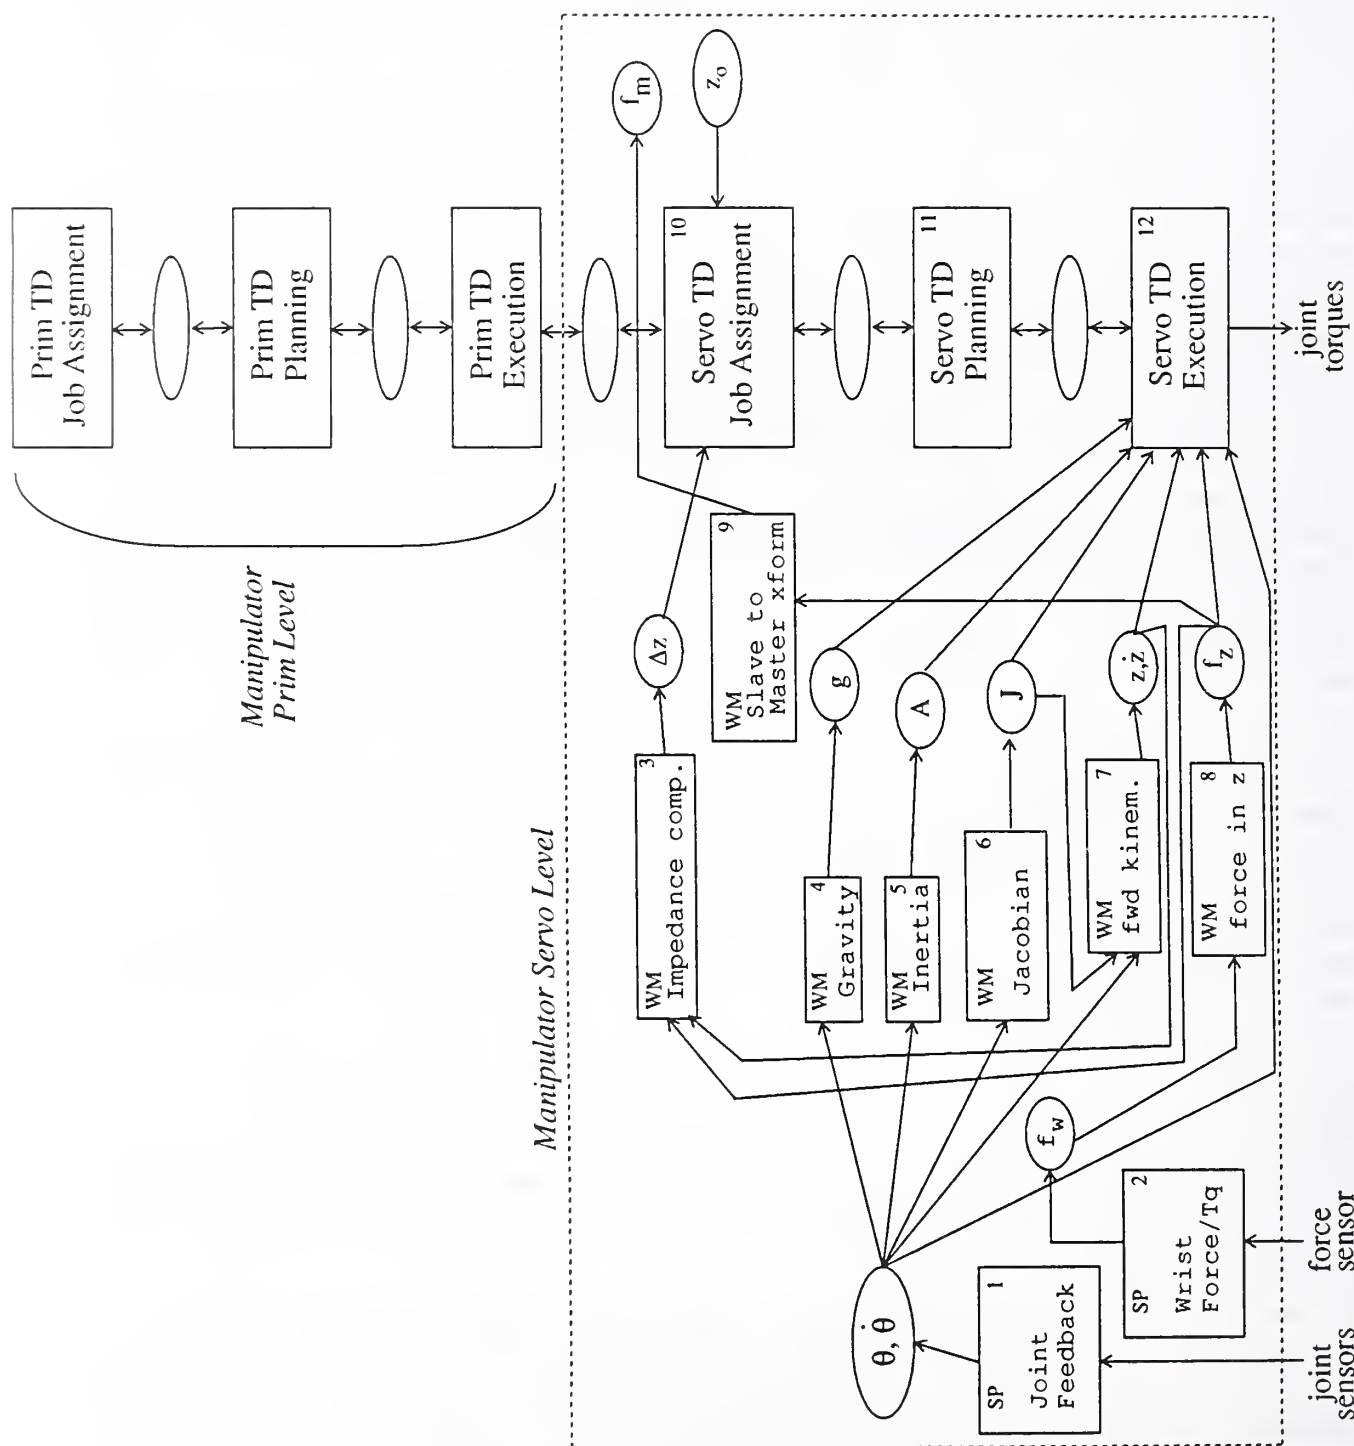 Prim TD
Job Assignment
Prim TD
Planning
Prim TD
Execution
Manipulator
Prim Level
Manipulator Servo Level
f_m
z_o
10
Servo TD
Job Assignment
11
Servo TD
Planning
12
Servo TD
Execution
joint
torques
Δz
WM 3
Impedance comp.
WM 9
Slave to
Master xform
g
WM 4
Gravity
A
WM 5
Inertia
J
WM 6
Jacobian
z,ż
WM 7
fwd kinem.
f_z
WM 8
force in z
f_w
θ, θ̇
SP 1
Joint
Feedback
SP 2
Wrist
Force/Tq
joint
sensors
force
sensor